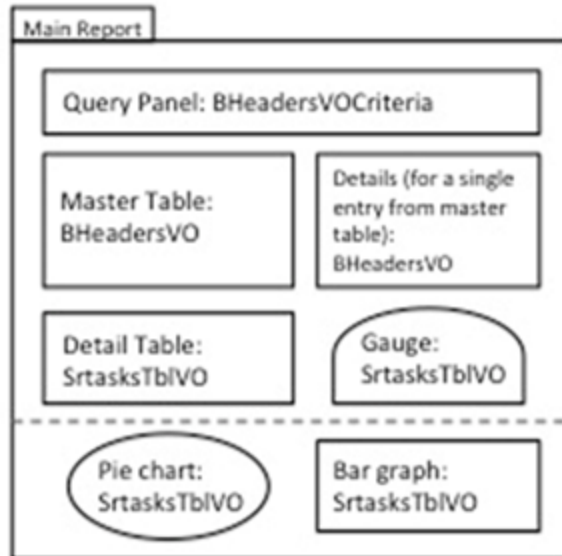 Main Report
Query Panel: BHeadersVOCriteria
Master Table:
BHeadersVO
Details (for a single
entry from master
table):
BHeadersVO
Detail Table:
SrtasksTblVO
Gauge:
SrtasksTblVO
Pie chart:
SrtasksTblVO
Bar graph:
SrtasksTblVO